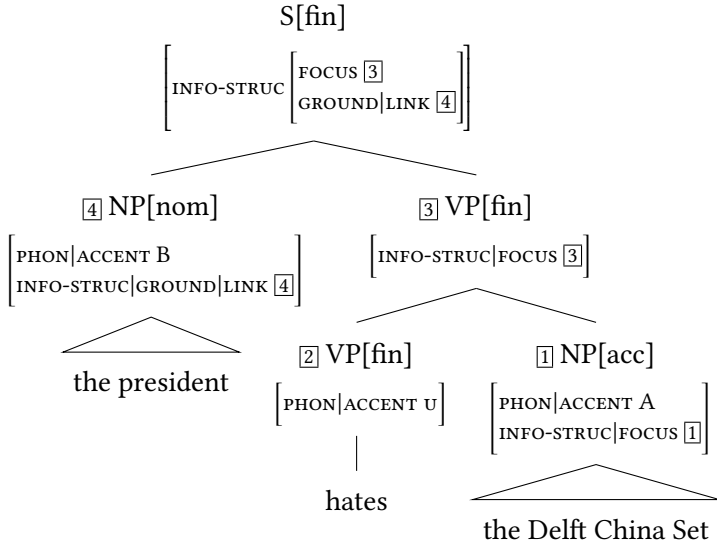 S[fin]
INFO-STRUC [FOCUS 3
GROUND|LINK 4]
4 NP[nom]
3 VP[fin]
[PHON|ACCENT B
INFO-STRUC|GROUND|LINK 4]
[INFO-STRUC|FOCUS 3]
the president
2 VP[fin]
1 NP[acc]
[PHON|ACCENT U]
[PHON|ACCENT A
INFO-STRUC|FOCUS 1]
hates
the Delft China Set